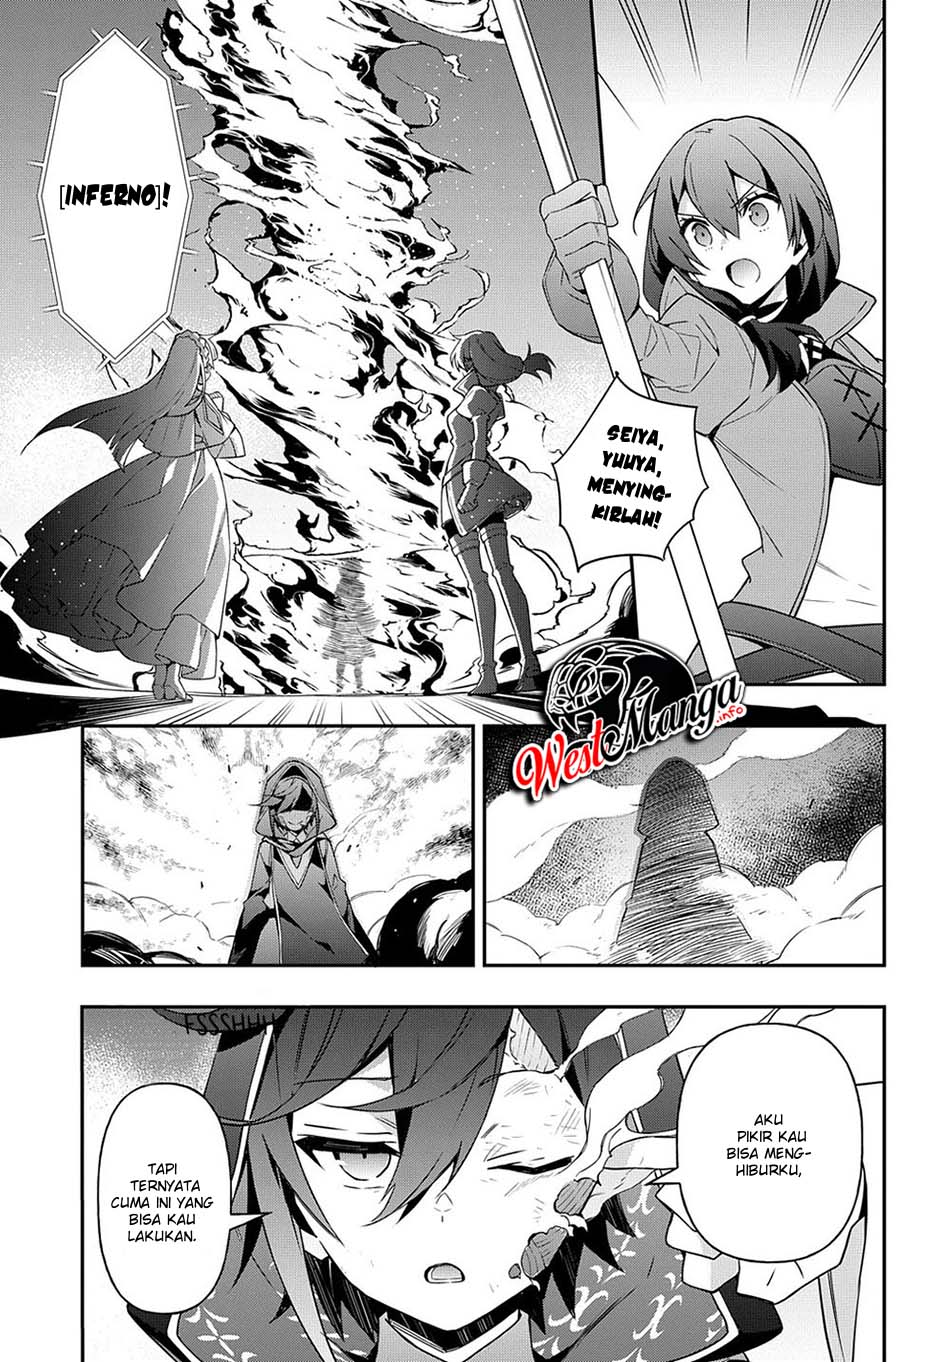 SEIYA,
YUUYA,
MENYING-
KIRLAH!
[INFERNO]!
WestManga
.info
FSSSHHH
AKU
PIKIR KAU
BISA MENG-
HIBURKU,
TAPI
TERNYATA
CUMA INI YANG
BISA KAU
LAKUKAN.